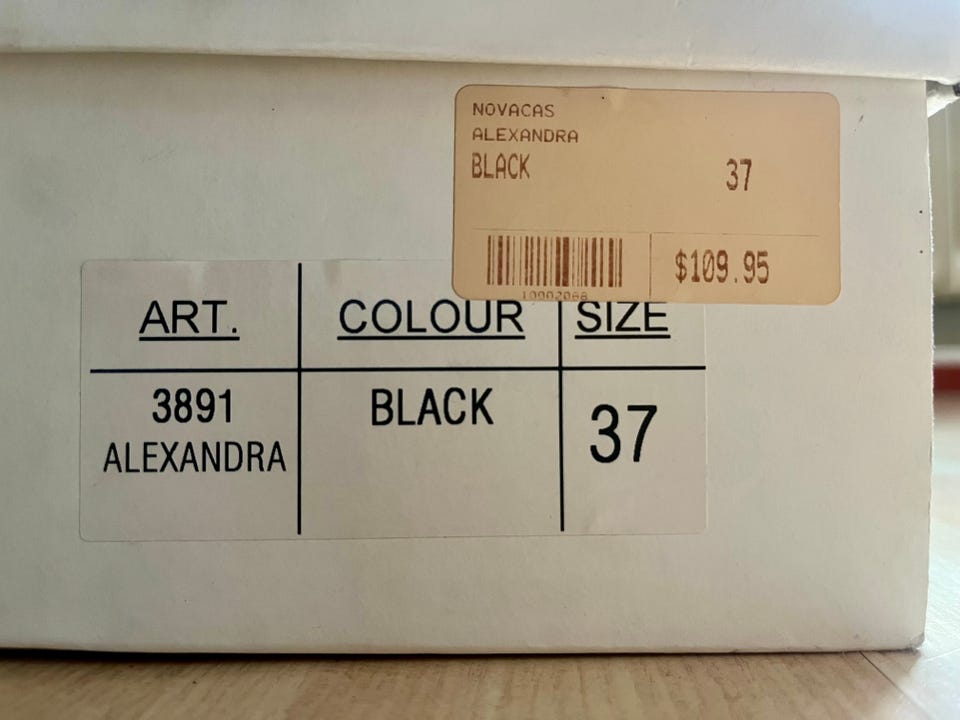 NOVACAS
ALEXANDRA
BLACK 37
$109.95
ART. COLOUR SIZE
3891 BLACK 37
ALEXANDRA